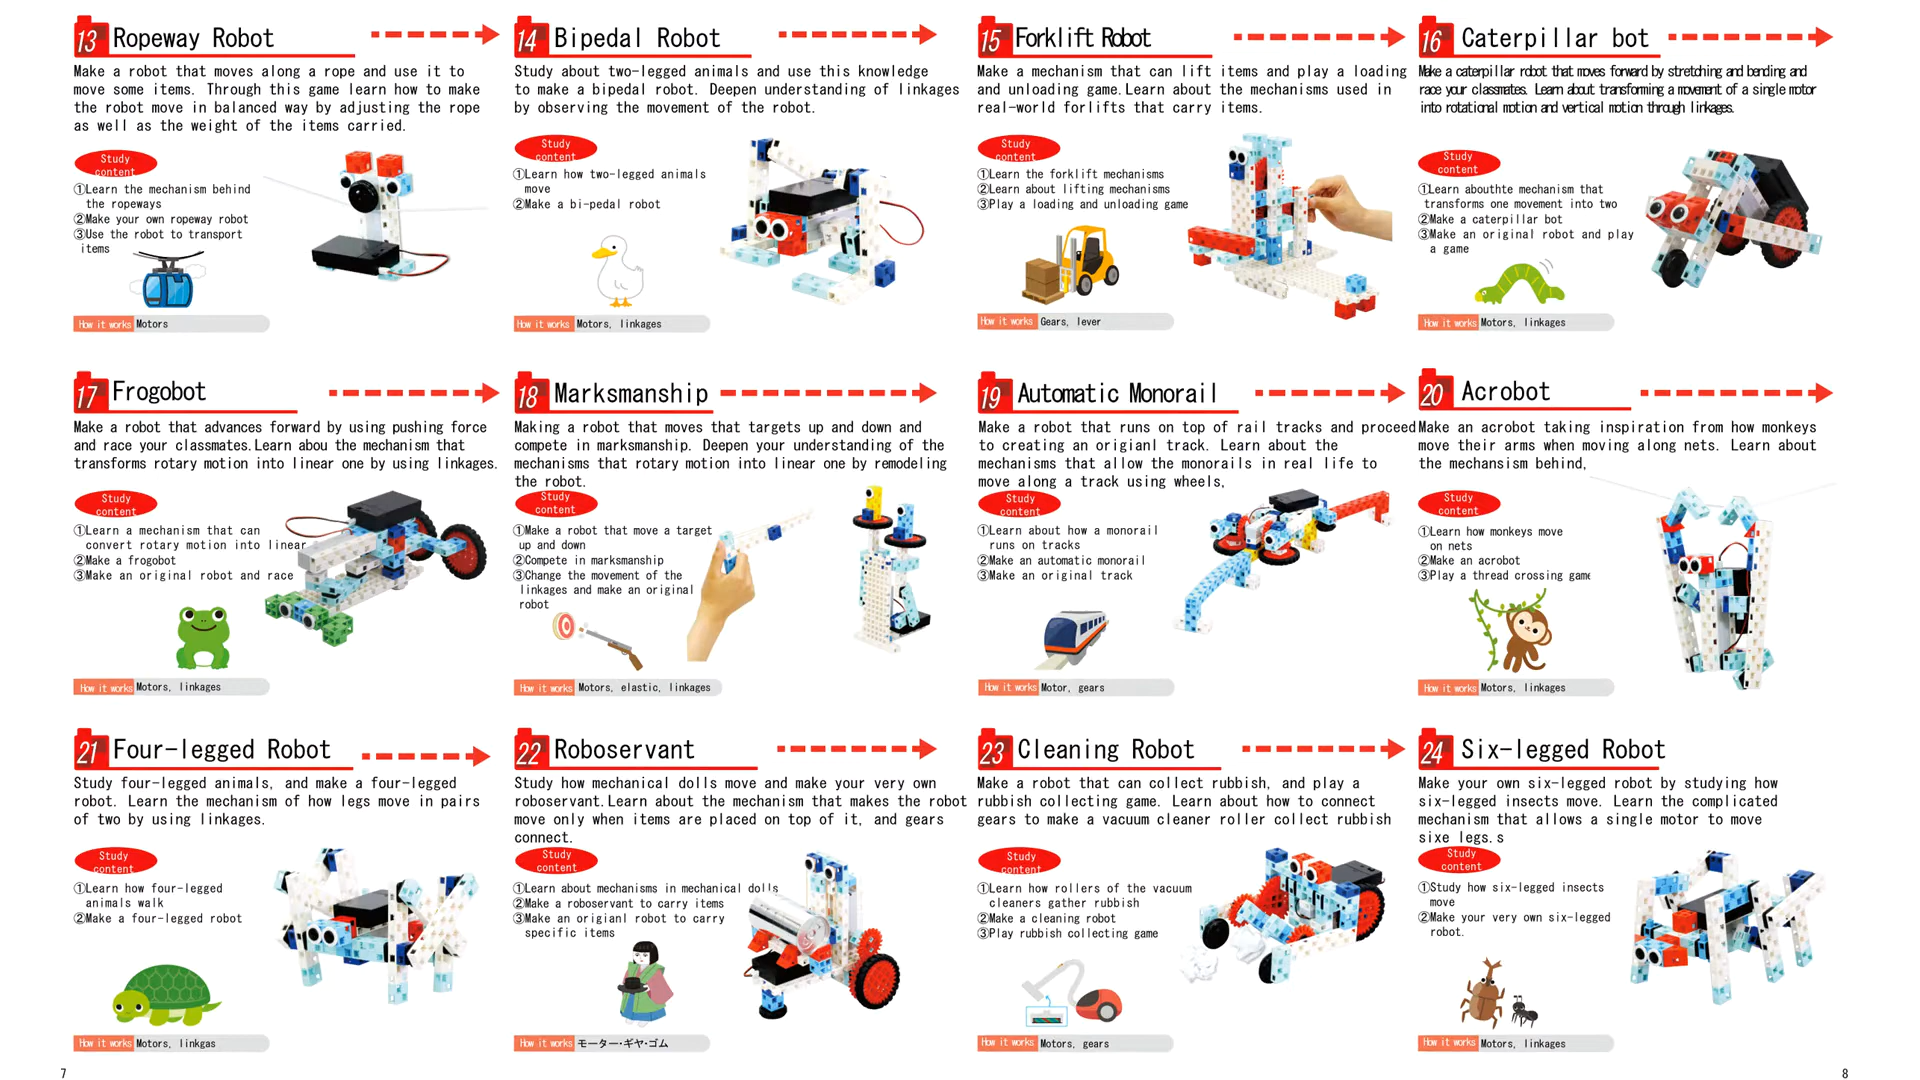 13 Ropeway Robot
Make a robot that moves along a rope and use it to
move some items. Through this game learn how to make
the robot move in balanced way by adjusting the rope
as well as the weight of the items carried.
Study
content
①Learn the mechanism behind
the ropeways
②Make your own ropeway robot
③Use the robot to transport
items
How it works Motors
14 Bipedal Robot
Study about two-legged animals and use this knowledge
to make a bipedal robot. Deepen understanding of linkages
by observing the movement of the robot.
Study
content
①Learn how two-legged animals
move
②Make a bi-pedal robot
How it works Motors, linkages
15 Forklift Robot
Make a mechanism that can lift items and play a loading
and unloading game.Learn about the mechanisms used in
real-world forlifts that carry items.
Study
content
①Learn the forklift mechanisms
②Learn about lifting mechanisms
③Play a loading and unloading game
How it works Gears, lever
16 Caterpillar bot
Make a caterpillar robot that moves forward by stretching and bending and
race your classmates. Learn about transforming a movement of a single motor
into rotational motion and vertical motion through linkages.
Study
content
①Learn abouthte mechanism that
transforms one movement into two
②Make a caterpillar bot
③Make an original robot and play
a game
How it works Motors, linkages
17 Frogobot
Make a robot that advances forward by using pushing force
and race your classmates.Learn abou the mechanism that
transforms rotary motion into linear one by using linkages.
Study
content
①Learn a mechanism that can
convert rotary motion into linear
②Make a frogobot
③Make an original robot and race
How it works Motors, linkages
18 Marksmanship
Making a robot that moves that targets up and down and
compete in marksmanship. Deepen your understanding of the
mechanisms that rotary motion into linear one by remodeling
the robot.
Study
content
①Make a robot that move a target
up and down
②Compete in marksmanship
③Change the movement of the
linkages and make an original
robot
How it works Motors, elastic, linkages
19 Automatic Monorail
Make a robot that runs on top of rail tracks and proceed
to creating an origianl track. Learn about the
mechanisms that allow the monorails in real life to
move along a track using wheels,
Study
content
①Learn about how a monorail
runs on tracks
②Make an automatic monorail
③Make an original track
How it works Motor, gears
20 Acrobot
Make an acrobot taking inspiration from how monkeys
move their arms when moving along nets. Learn about
the mechansism behind,
Study
content
①Learn how monkeys move
on nets
②Make an acrobot
③Play a thread crossing game
How it works Motors, linkages
21 Four-legged Robot
Study four-legged animals, and make a four-legged
robot. Learn the mechanism of how legs move in pairs
of two by using linkages.
Study
content
①Learn how four-legged
animals walk
②Make a four-legged robot
How it works Motors, linkgas
22 Roboservant
Study how mechanical dolls move and make your very own
roboservant.Learn about the mechanism that makes the robot
move only when items are placed on top of it, and gears
connect.
Study
content
①Learn about mechanisms in mechanical dolls
②Make a roboservant to carry items
③Make an origianl robot to carry
specific items
How it works モーター・ギヤ・ゴム
23 Cleaning Robot
Make a robot that can collect rubbish, and play a
rubbish collecting game. Learn about how to connect
gears to make a vacuum cleaner roller collect rubbish
Study
content
①Learn how rollers of the vacuum
cleaners gather rubbish
②Make a cleaning robot
③Play rubbish collecting game
How it works Motors, gears
24 Six-legged Robot
Make your own six-legged robot by studying how
six-legged insects move. Learn the complicated
mechanism that allows a single motor to move
sixe legs.s
Study
content
①Study how six-legged insects
move
②Make your very own six-legged
robot.
How it works Motors, linkages
7
8